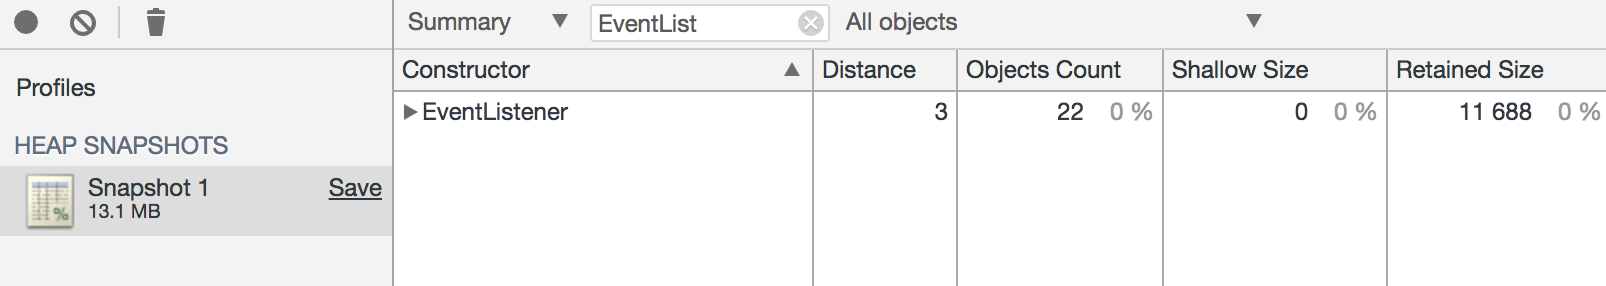 Summary EventList All objects
Profiles
Constructor Distance Objects Count Shallow Size Retained Size
EventListener 3 22 0 % 0 0 % 11 688 0 %
HEAP SNAPSHOTS
Snapshot 1 Save
13.1 MB